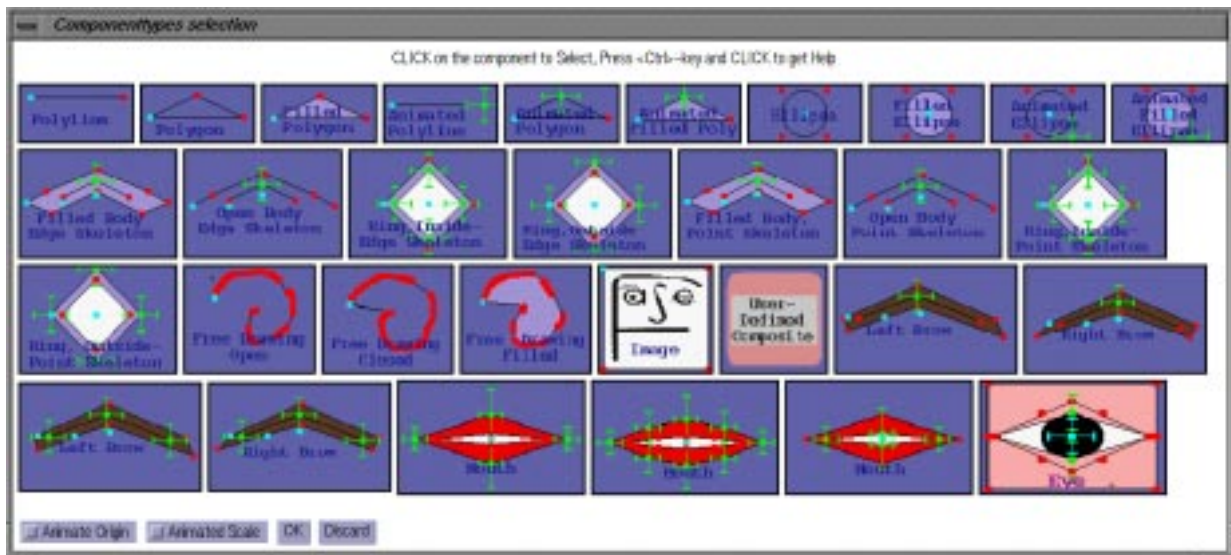 Componenttypes selection
CLICK on the component to Select, Press <Ctrl>-key and CLICK to get Help
Polyline
Polygon
Filled
Polygon
Animated
Polyline
Animated
Polygon
Animated
Filled Poly
Ellipse
Filled
Ellipse
Animated
Ellipse
Animated
Filled
Ellipse
Filled Body
Edge Skeleton
Open Body
Edge Skeleton
Ring,Inside-
Edge Skeleton
Ring,Outside
Edge Skeleton
Filled Body,
Point Skeleton
Open Body
Point Skeleton
Ring,Inside-
Point Skeleton
Ring,Outside-
Point Skeleton
Free Drawing
Open
Free Drawing
Closed
Free Drawing
Filled
Image
User-
Defined
Composite
Left Brow
Right Brow
Left Brow
Right Brow
Mouth
Mouth
Mouth
Eye
Animate Origin
Animated Scale
OK
Discard